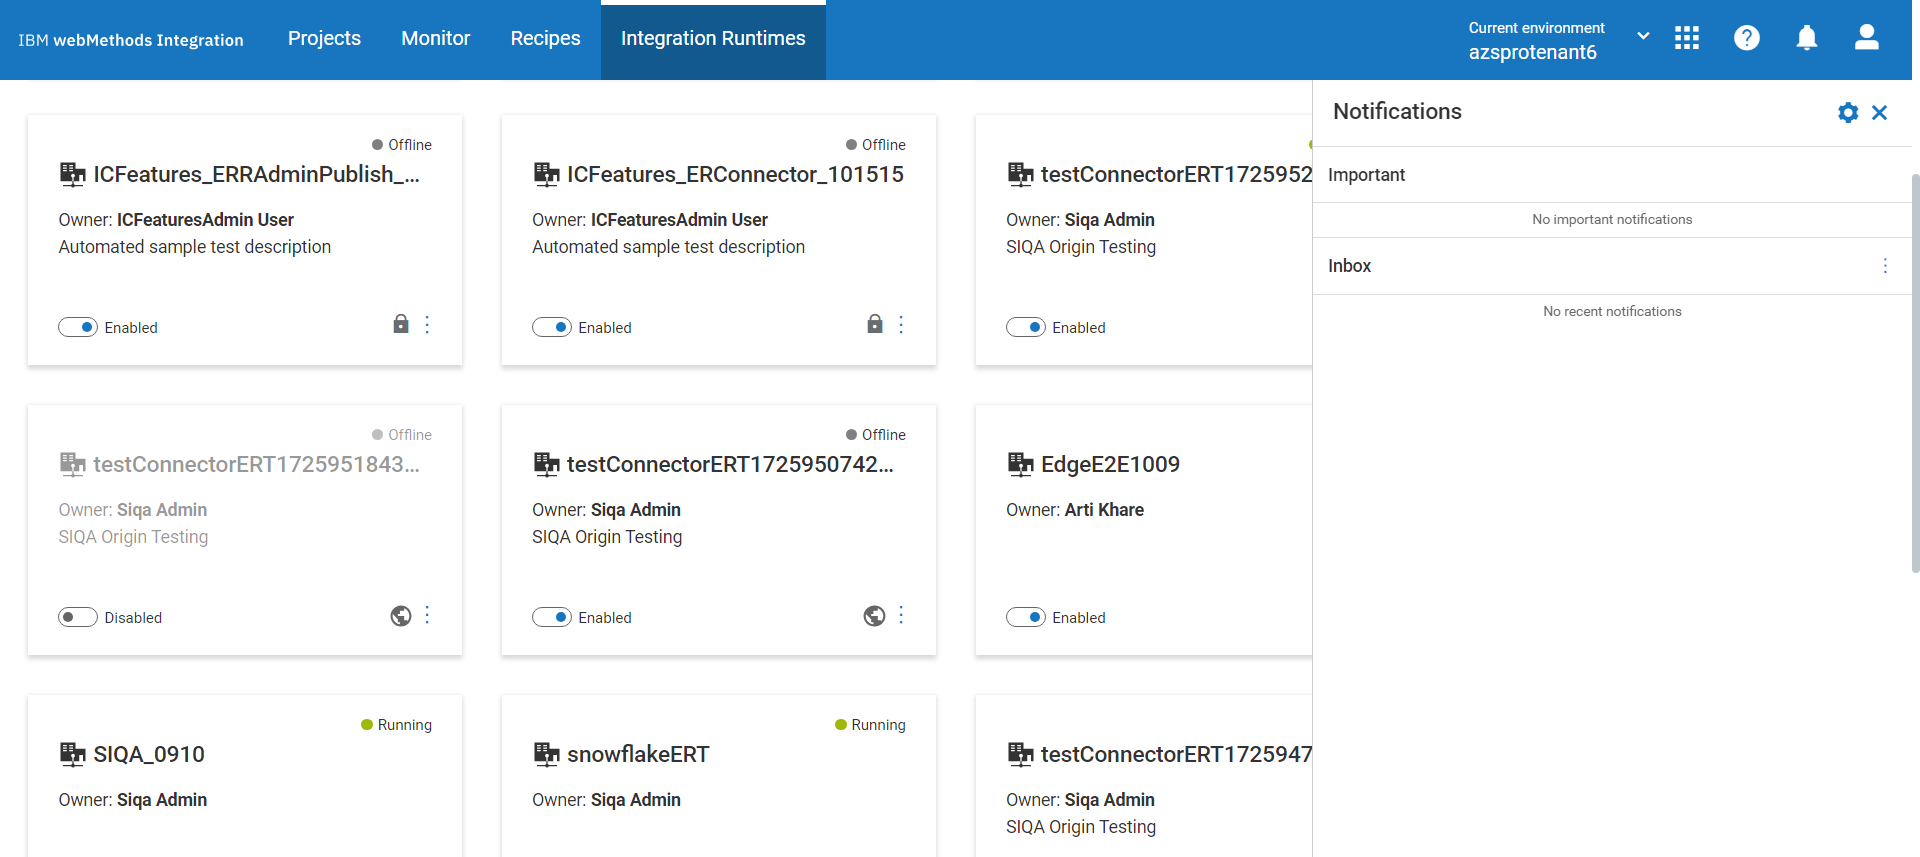 IBM webMethods Integration
Projects
Monitor
Recipes
Integration Runtimes
Current environment
azsprotenant6
Offline
ICFeatures_ERRAdminPublish_...
Owner: ICFeaturesAdmin User
Automated sample test description
Enabled
Offline
ICFeatures_ERConnector_101515
Owner: ICFeaturesAdmin User
Automated sample test description
Enabled
testConnectorERT1725952
Owner: Siqa Admin
SIQA Origin Testing
Enabled
Offline
testConnectorERT1725951843...
Owner: Siqa Admin
SIQA Origin Testing
Disabled
Offline
testConnectorERT1725950742...
Owner: Siqa Admin
SIQA Origin Testing
Enabled
EdgeE2E1009
Owner: Arti Khare
Enabled
Running
SIQA_0910
Owner: Siqa Admin
Running
snowflakeERT
Owner: Siqa Admin
testConnectorERT1725947
Owner: Siqa Admin
SIQA Origin Testing
Notifications
Important
No important notifications
Inbox
No recent notifications